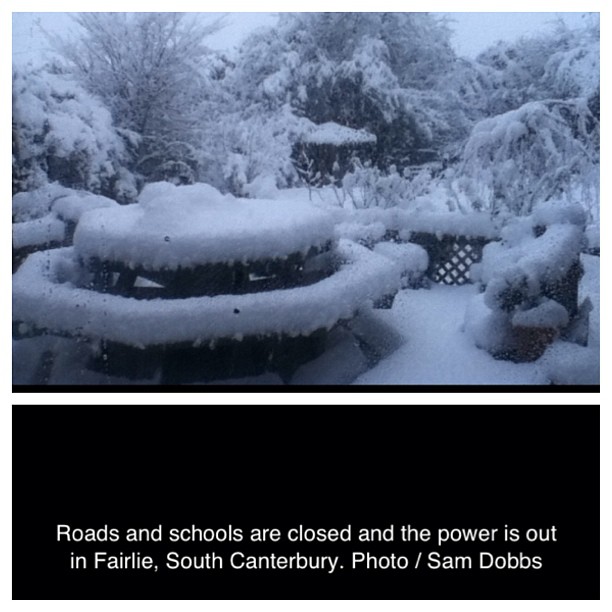 Roads and schools are closed and the power is out
in Fairlie, South Canterbury. Photo / Sam Dobbs